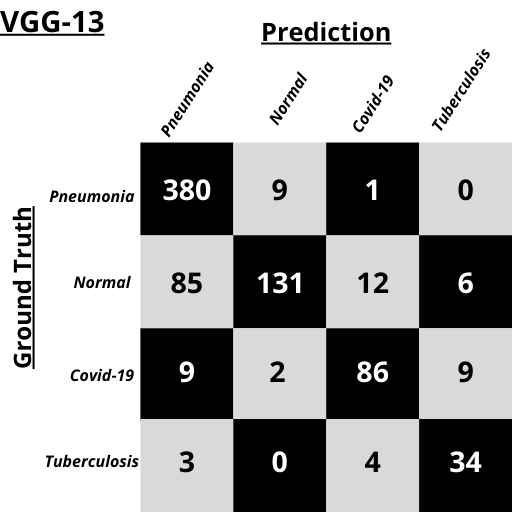 VGG-13
Prediction
Pneumonia Normal Covid-19 Tuberculosis
Ground Truth
Pneumonia 380 9 1 0
Normal 85 131 12 6
Covid-19 9 2 86 9
Tuberculosis 3 0 4 34